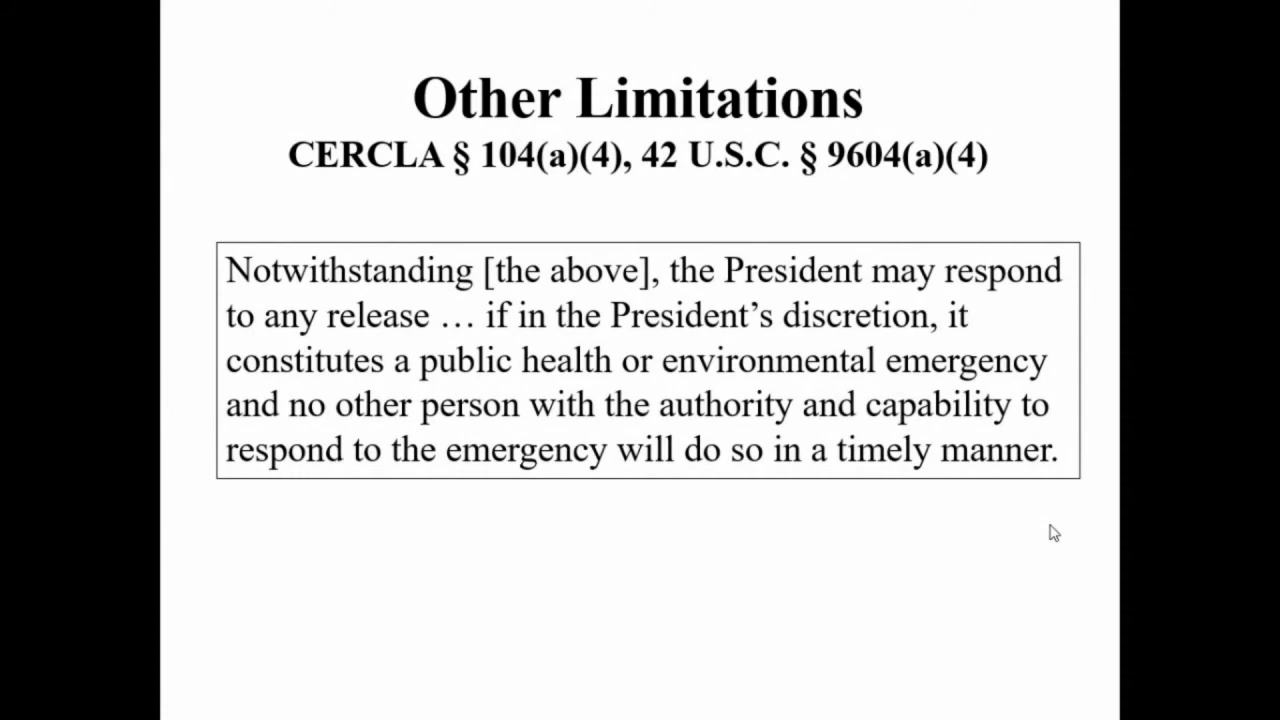 Other Limitations
CERCLA § 104(a)(4), 42 U.S.C. § 9604(a)(4)
Notwithstanding [the above], the President may respond
to any release … if in the President’s discretion, it
constitutes a public health or environmental emergency
and no other person with the authority and capability to
respond to the emergency will do so in a timely manner.